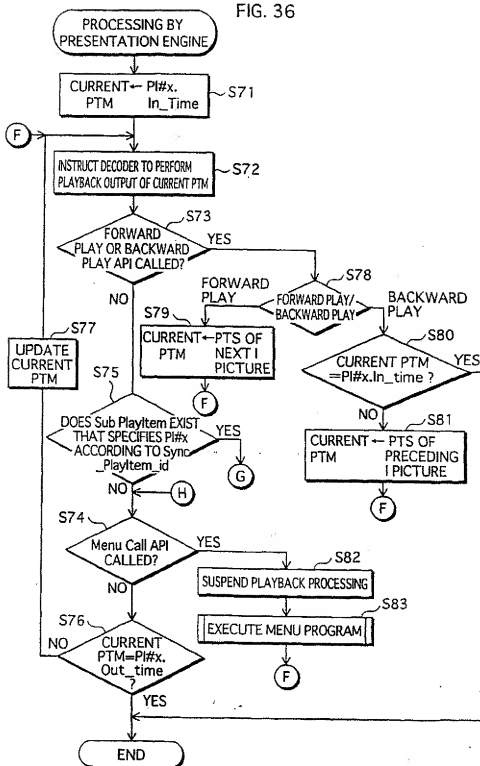 FIG. 36
PROCESSING BY
PRESENTATION ENGINE
CURRENT← PI#x.
PTM In_Time
S71
F
INSTRUCT DECODER TO PERFORM
PLAYBACK OUTPUT OF CURRENT PTM
S72
S73
FORWARD
PLAY OR BACKWARD
PLAY API CALLED?
YES
NO
S78
FORWARD PLAY/
BACKWARD PLAY
FORWARD
PLAY
BACKWARD
PLAY
S79
CURRENT←PTS OF
PTM NEXT I
PICTURE
F
S80
CURRENT PTM
=PI#x.In_time ?
YES
NO
S81
CURRENT←PTS OF
PTM PRECEDING
I PICTURE
F
S77
UPDATE
CURRENT
PTM
S75
DOES Sub PlayItem EXIST
THAT SPECIFIES PI#x
ACCORDING TO Sync
_PlayItem_id
YES
G
NO
H
S74
Menu Call API
CALLED?
YES
NO
S82
SUSPEND PLAYBACK PROCESSING
S83
EXECUTE MENU PROGRAM
F
S76
CURRENT
PTM=PI#x.
Out_time
?
NO
YES
END